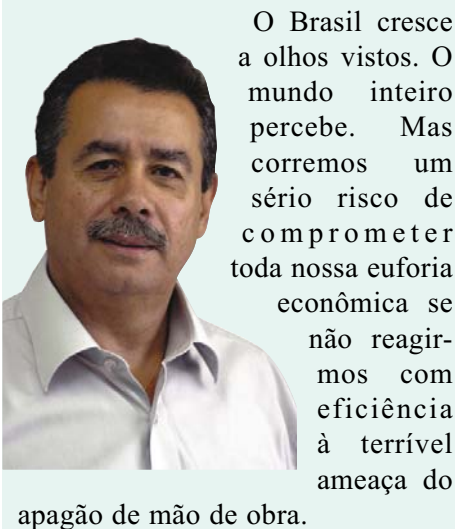 O Brasil cresce
a olhos vistos. O
mundo inteiro
percebe. Mas
corremos um
sério risco de
comprometer
toda nossa euforia
econômica se
não reagir-
mos com
eficiência
à terrível
ameaça do
apagão de mão de obra.